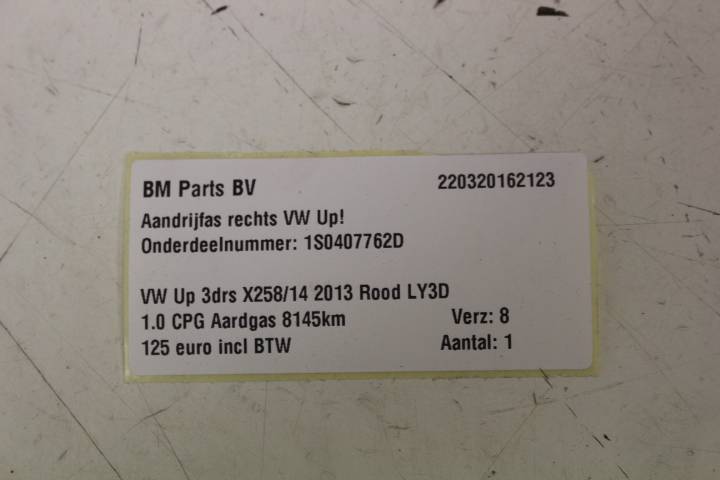 BM Parts BV 220320162123
Aandrijfas rechts VW Up!
Onderdeelnummer: 1S0407762D
VW Up 3drs X258/14 2013 Rood LY3D
1.0 CPG Aardgas 8145km Verz: 8
125 euro incl BTW Aantal: 1